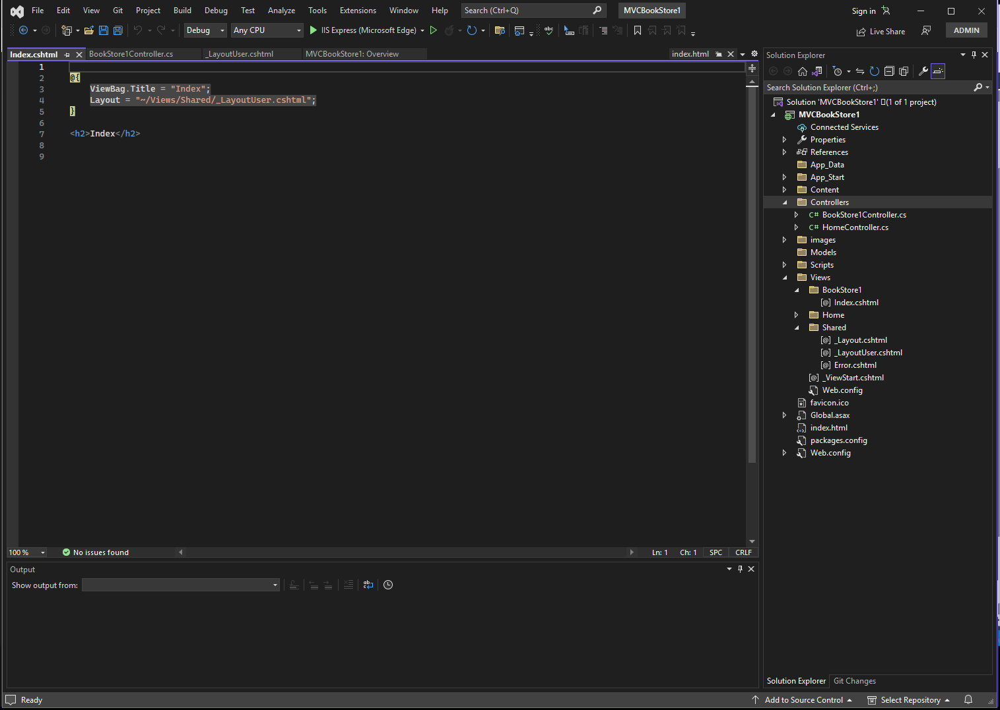 File Edit View Git Project Build Debug Test Analyze Tools Extensions Window Help Search (Ctrl+Q) MVCBookStore1 Sign in
Debug Any CPU IIS Express (Microsoft Edge) Live Share ADMIN
Index.cshtml BookStore1Controller.cs _LayoutUser.cshtml MVCBookStore1: Overview index.html
1
2 @{
3 ViewBag.Title = "Index";
4 Layout = "~/Views/Shared/_LayoutUser.cshtml";
5 }
6
7 <h2>Index</h2>
8
9
100 % No issues found Ln: 1 Ch: 1 SPC CRLF
Output
Show output from:
Solution Explorer
Search Solution Explorer (Ctrl+;)
Solution 'MVCBookStore1' (1 of 1 project)
MVCBookStore1
Connected Services
Properties
References
App_Data
App_Start
Content
Controllers
C# BookStore1Controller.cs
C# HomeController.cs
images
Models
Scripts
Views
BookStore1
[@] Index.cshtml
Home
Shared
[@] _Layout.cshtml
[@] _LayoutUser.cshtml
[@] Error.cshtml
[@] _ViewStart.cshtml
Web.config
favicon.ico
Global.asax
index.html
packages.config
Web.config
Solution Explorer Git Changes
Ready Add to Source Control Select Repository